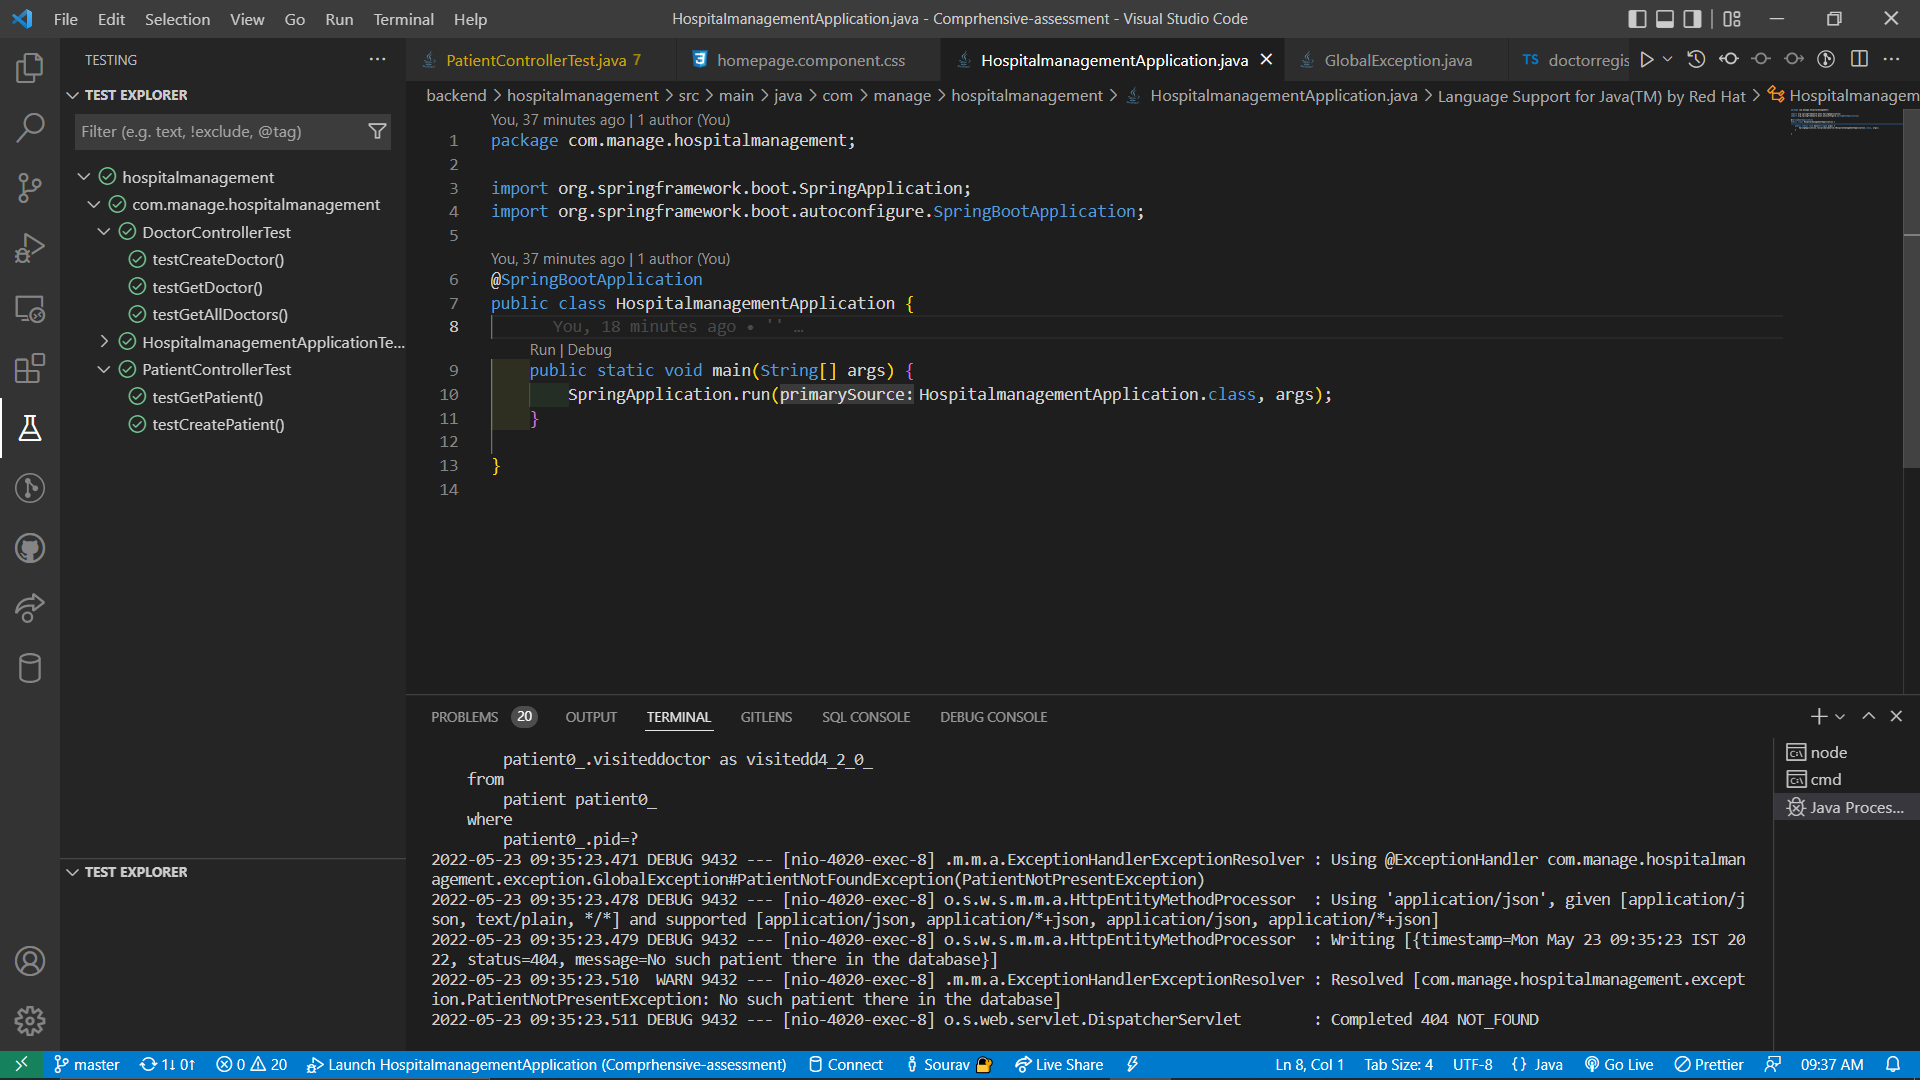 File Edit Selection View Go Run Terminal Help
HospitalmanagementApplication.java - Comprhensive-assessment - Visual Studio Code
TESTING
TEST EXPLORER
Filter (e.g. text, !exclude, @tag)
hospitalmanagement
com.manage.hospitalmanagement
DoctorControllerTest
testCreateDoctor()
testGetDoctor()
testGetAllDoctors()
HospitalmanagementApplicationTe...
PatientControllerTest
testGetPatient()
testCreatePatient()
TEST EXPLORER
PatientControllerTest.java 7
homepage.component.css
HospitalmanagementApplication.java
GlobalException.java
TS doctorregis
backend > hospitalmanagement > src > main > java > com > manage > hospitalmanagement > HospitalmanagementApplication.java > Language Support for Java(TM) by Red Hat > Hospitalmanagem
You, 37 minutes ago | 1 author (You)
1 package com.manage.hospitalmanagement;
2
3 import org.springframework.boot.SpringApplication;
4 import org.springframework.boot.autoconfigure.SpringBootApplication;
5
You, 37 minutes ago | 1 author (You)
6 @SpringBootApplication
7 public class HospitalmanagementApplication {
8 You, 18 minutes ago • '' …
Run | Debug
9 public static void main(String[] args) {
10 SpringApplication.run(primarySource: HospitalmanagementApplication.class, args);
11 }
12
13 }
14
PROBLEMS 20 OUTPUT TERMINAL GITLENS SQL CONSOLE DEBUG CONSOLE
patient0_.visiteddoctor as visitedd4_2_0_
from
patient patient0_
where
patient0_.pid=?
2022-05-23 09:35:23.471 DEBUG 9432 --- [nio-4020-exec-8] .m.m.a.ExceptionHandlerExceptionResolver : Using @ExceptionHandler com.manage.hospitalman
agement.exception.GlobalException#PatientNotFoundException(PatientNotPresentException)
2022-05-23 09:35:23.478 DEBUG 9432 --- [nio-4020-exec-8] o.s.w.s.m.m.a.HttpEntityMethodProcessor : Using 'application/json', given [application/j
son, text/plain, */*] and supported [application/json, application/*+json, application/json, application/*+json]
2022-05-23 09:35:23.479 DEBUG 9432 --- [nio-4020-exec-8] o.s.w.s.m.m.a.HttpEntityMethodProcessor : Writing [{timestamp=Mon May 23 09:35:23 IST 20
22, status=404, message=No such patient there in the database}]
2022-05-23 09:35:23.510 WARN 9432 --- [nio-4020-exec-8] .m.m.a.ExceptionHandlerExceptionResolver : Resolved [com.manage.hospitalmanagement.except
ion.PatientNotPresentException: No such patient there in the database]
2022-05-23 09:35:23.511 DEBUG 9432 --- [nio-4020-exec-8] o.s.web.servlet.DispatcherServlet : Completed 404 NOT_FOUND
node
cmd
Java Proces...
master 1↓ 0↑ 0 20 Launch HospitalmanagementApplication (Comprhensive-assessment) Connect Sourav Live Share Ln 8, Col 1 Tab Size: 4 UTF-8 {} Java Go Live Prettier 09:37 AM